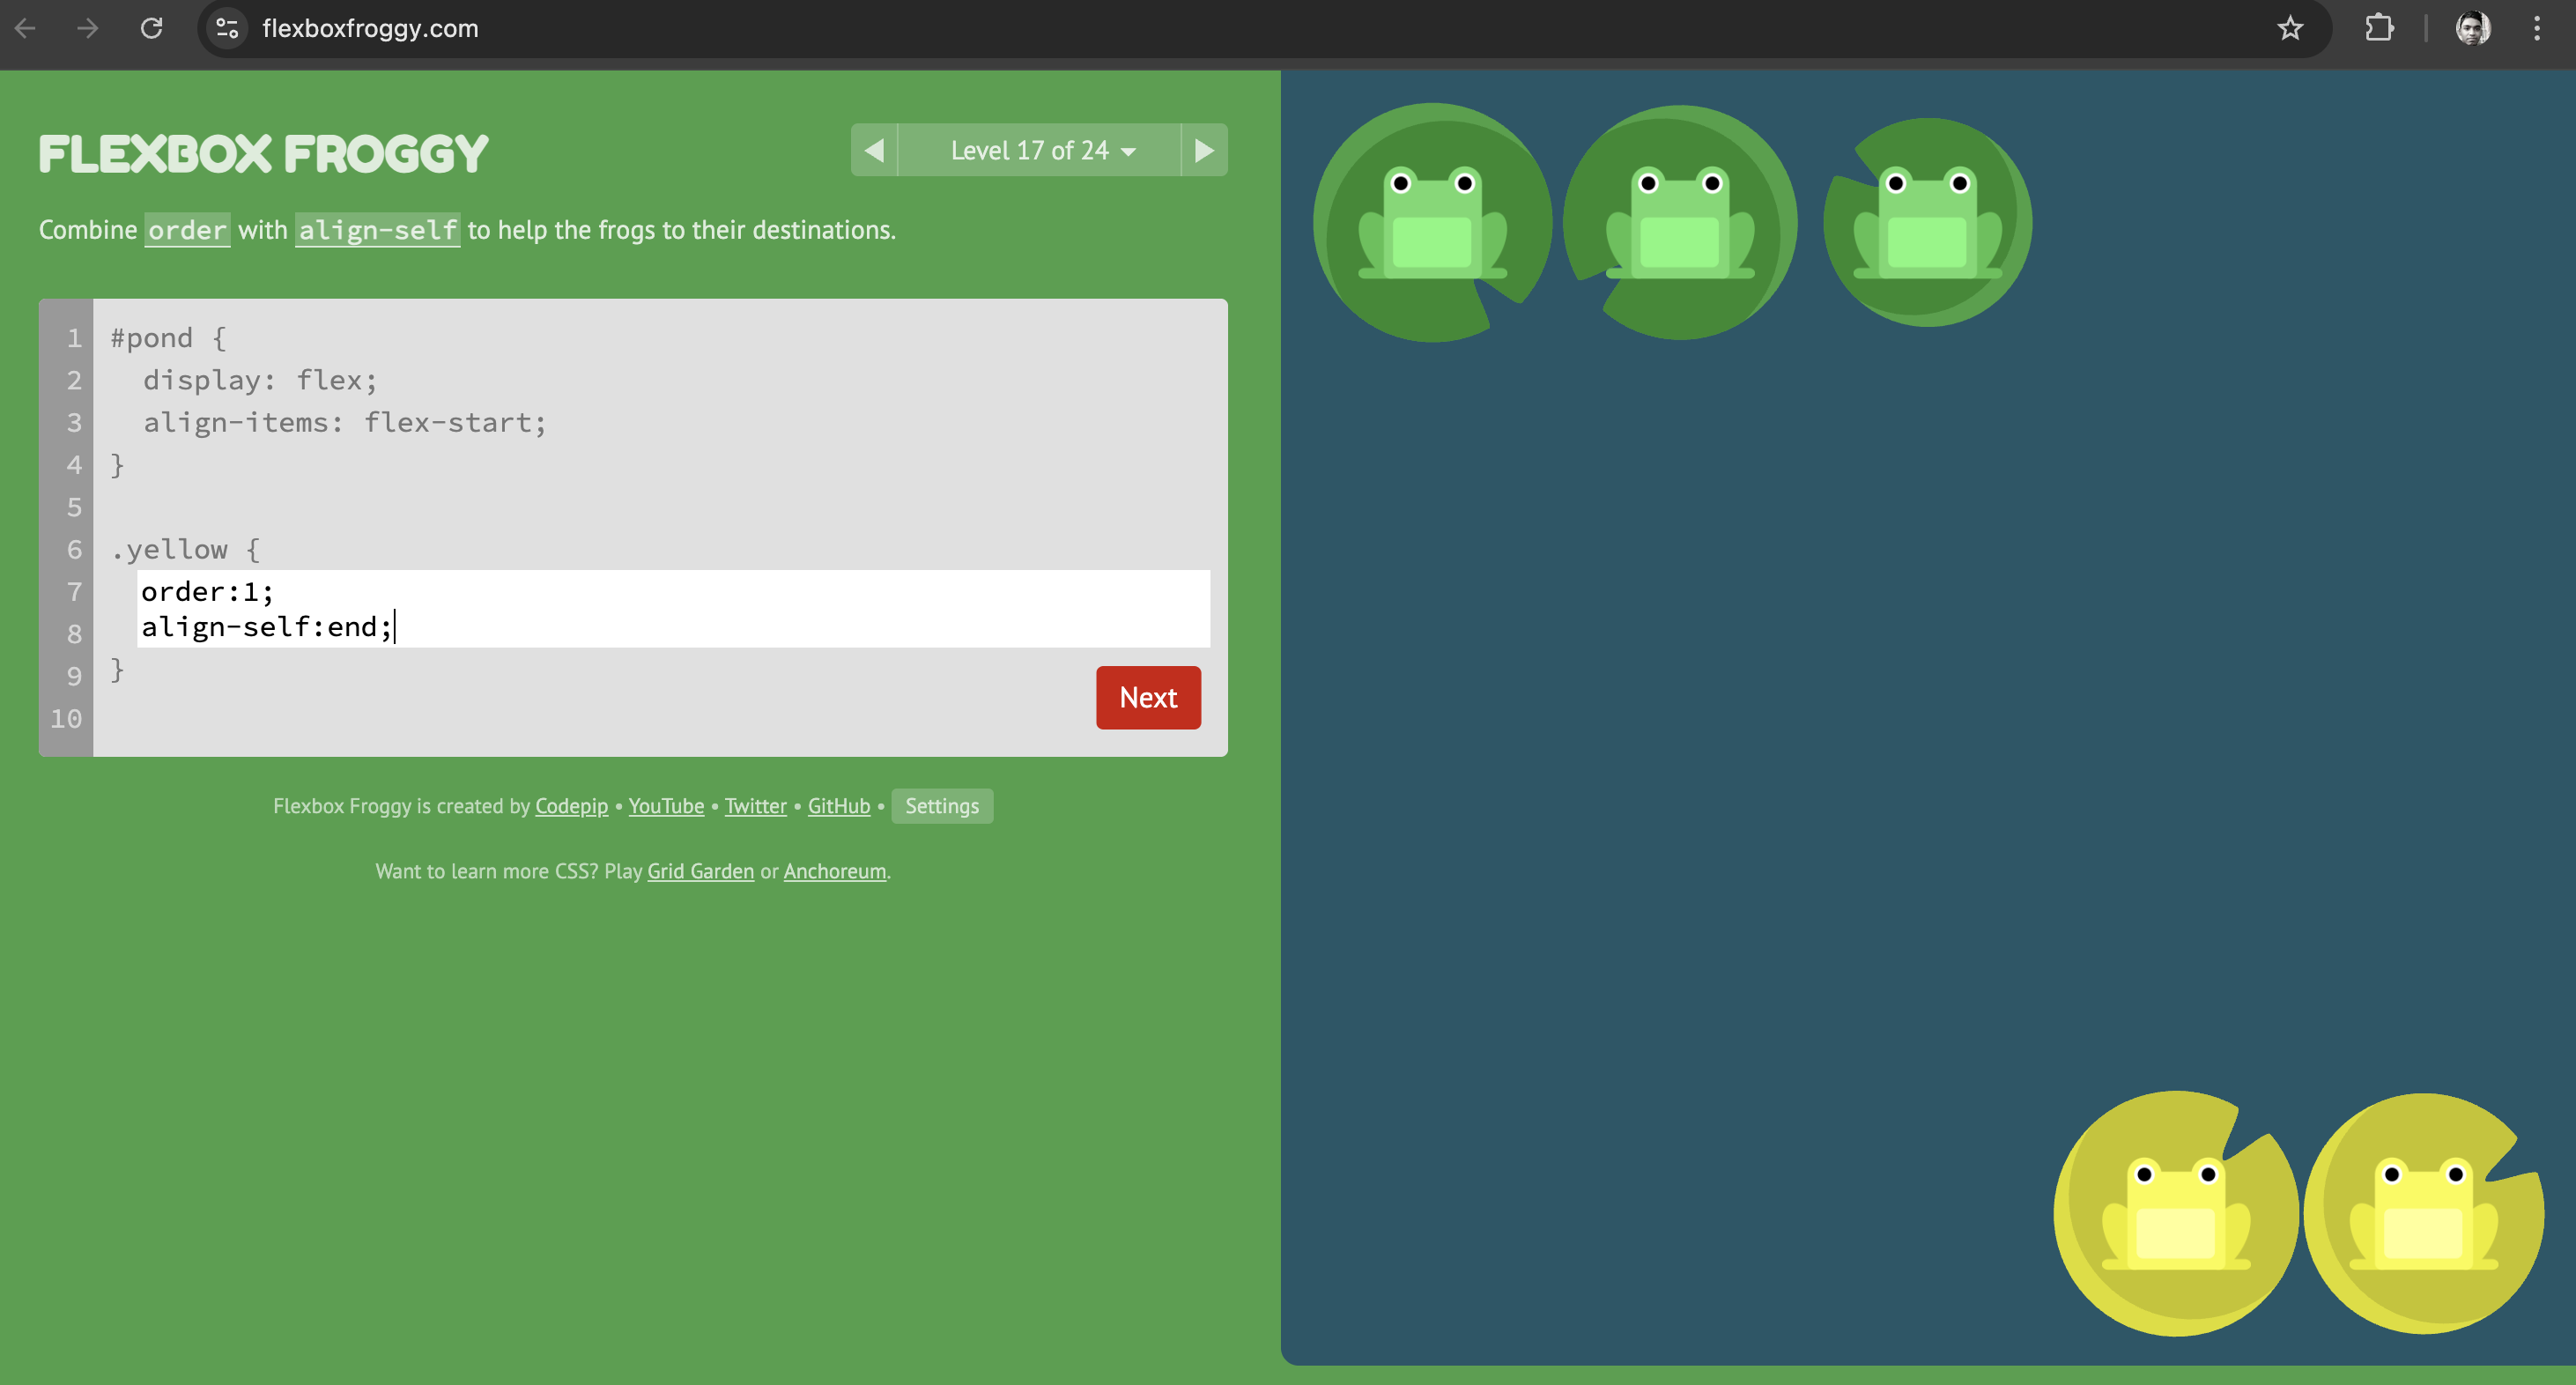 flexboxfroggy.com
FLEXBOX FROGGY
Level 17 of 24
Combine order with align-self to help the frogs to their destinations.
1 #pond {
2 display: flex;
3 align-items: flex-start;
4 }
5
6 .yellow {
7 order:1;
8 align-self:end;
9 }
10
Next
Flexbox Froggy is created by Codepip • YouTube • Twitter • GitHub • Settings
Want to learn more CSS? Play Grid Garden or Anchoreum.